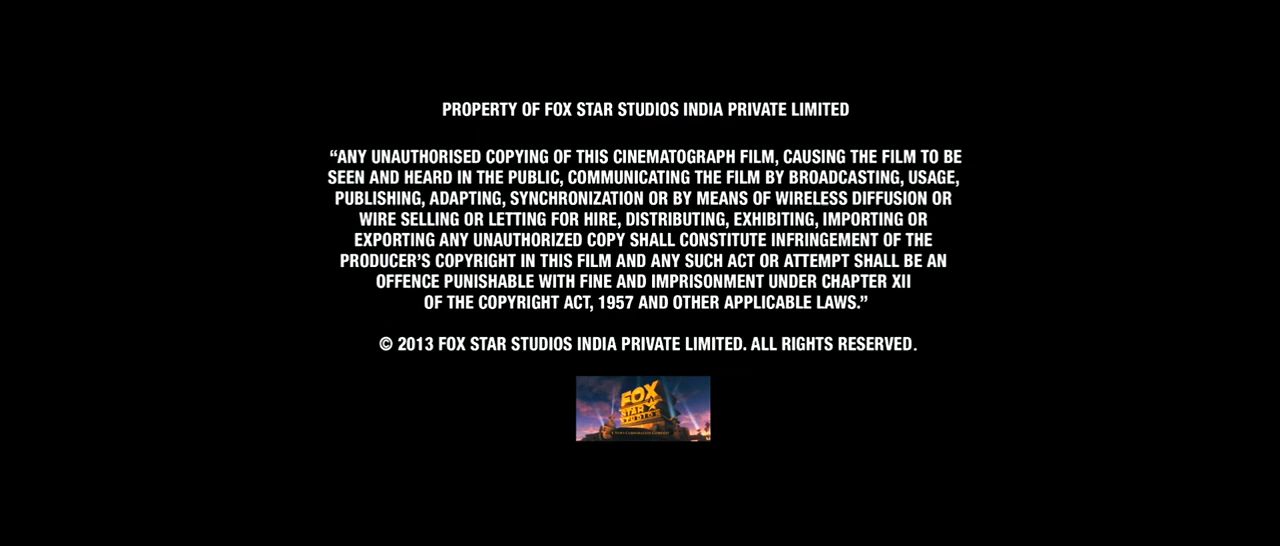 PROPERTY OF FOX STAR STUDIOS INDIA PRIVATE LIMITED
“ANY UNAUTHORISED COPYING OF THIS CINEMATOGRAPH FILM, CAUSING THE FILM TO BE
SEEN AND HEARD IN THE PUBLIC, COMMUNICATING THE FILM BY BROADCASTING, USAGE,
PUBLISHING, ADAPTING, SYNCHRONIZATION OR BY MEANS OF WIRELESS DIFFUSION OR
WIRE SELLING OR LETTING FOR HIRE, DISTRIBUTING, EXHIBITING, IMPORTING OR
EXPORTING ANY UNAUTHORIZED COPY SHALL CONSTITUTE INFRINGEMENT OF THE
PRODUCER’S COPYRIGHT IN THIS FILM AND ANY SUCH ACT OR ATTEMPT SHALL BE AN
OFFENCE PUNISHABLE WITH FINE AND IMPRISONMENT UNDER CHAPTER XII
OF THE COPYRIGHT ACT, 1957 AND OTHER APPLICABLE LAWS.”
© 2013 FOX STAR STUDIOS INDIA PRIVATE LIMITED. ALL RIGHTS RESERVED.
FOX
STAR
STUDIOS
A NEWS CORPORATION COMPANY